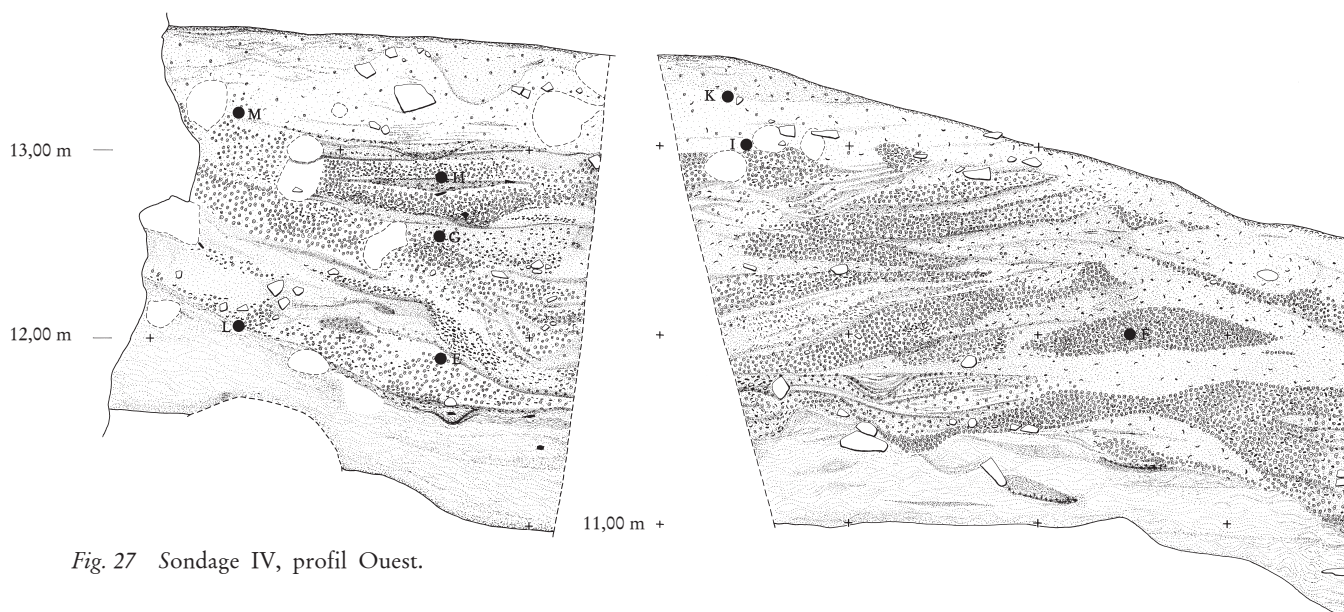 K
M
I
13,00 m
H
G
L
12,00 m
F
E
11,00 m
Fig. 27 Sondage IV, profil Ouest.